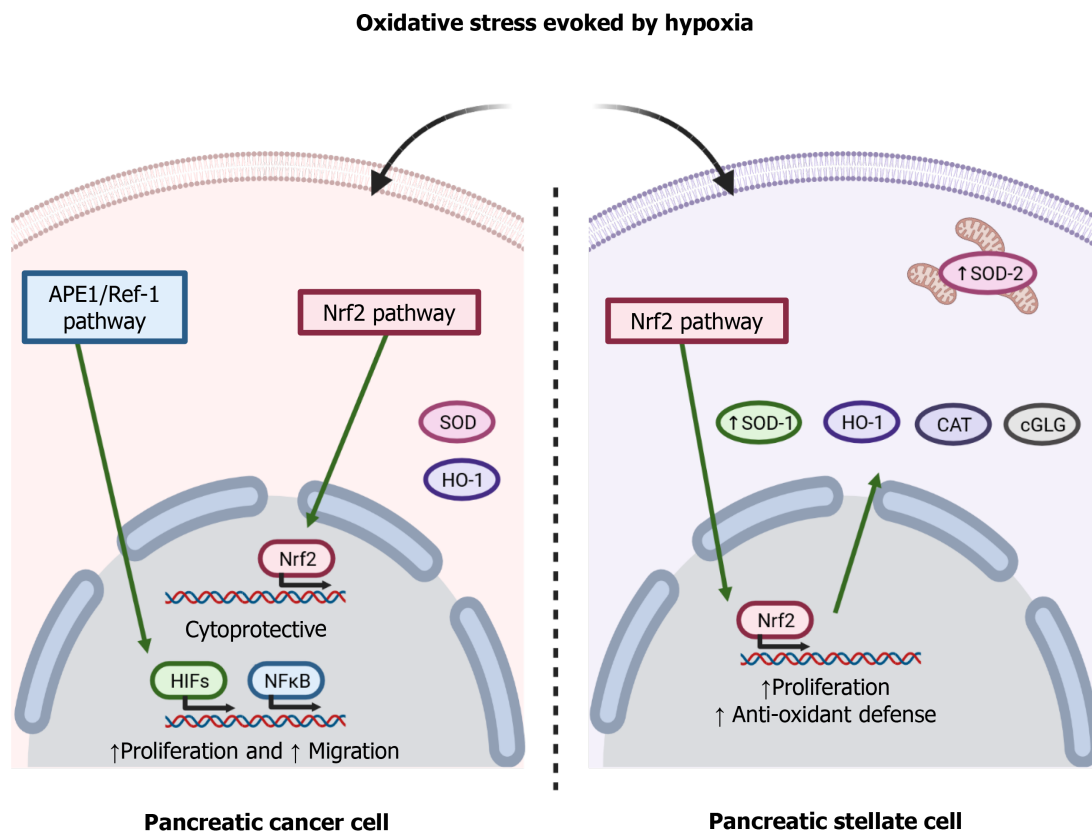 Oxidative stress evoked by hypoxia
APE1/Ref-1
pathway
Nrf2 pathway
SOD
HO-1
Nrf2
Cytoprotective
HIFs
NFκB
↑Proliferation and ↑ Migration
Pancreatic cancer cell
↑SOD-2
Nrf2 pathway
↑SOD-1
HO-1
CAT
cGLG
Nrf2
↑Proliferation
↑ Anti-oxidant defense
Pancreatic stellate cell